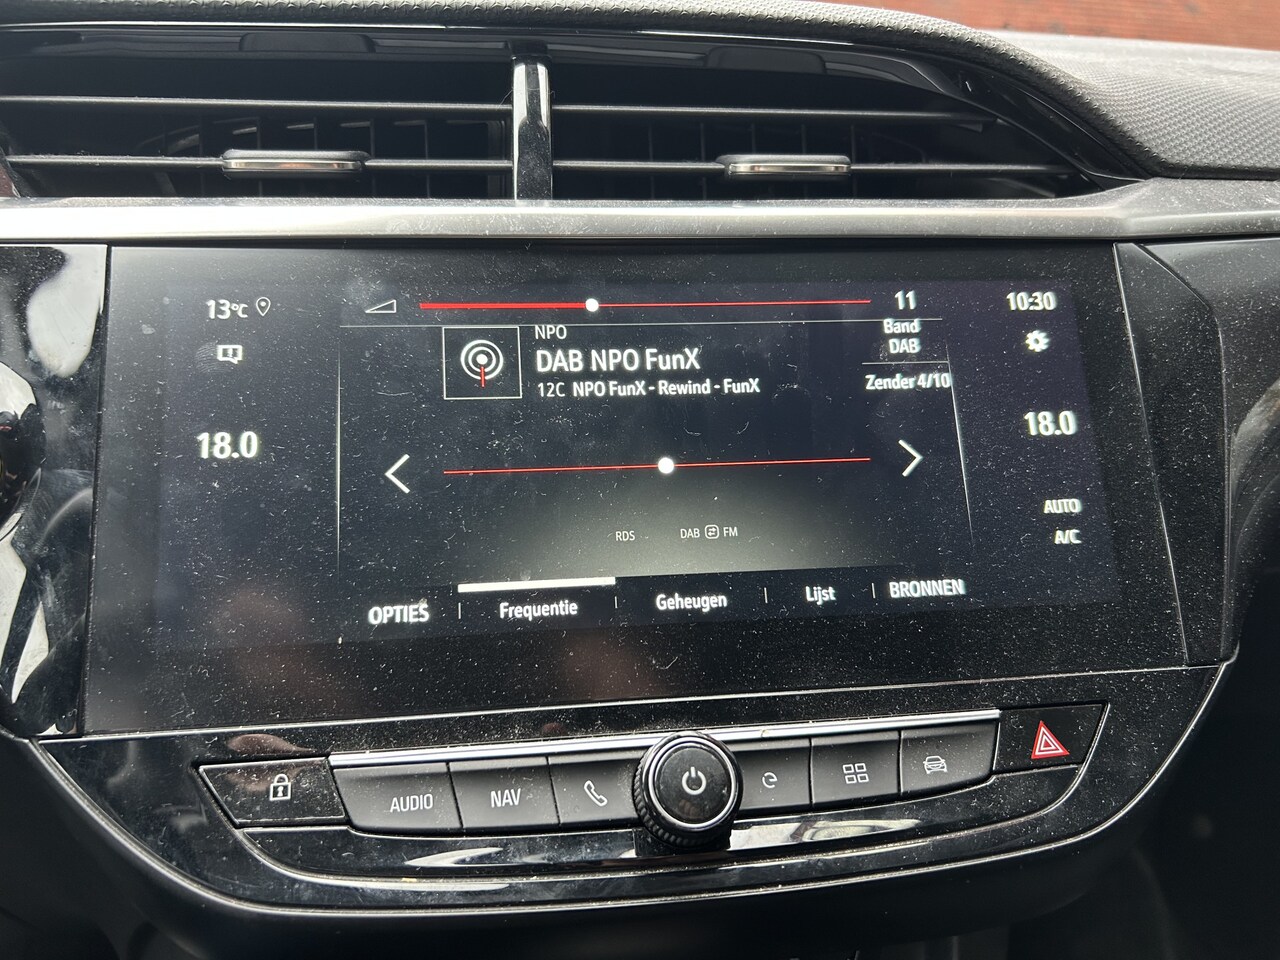 13°C
11
10:30
NPO
Band
DAB
DAB NPO FunX
12C NPO FunX - Rewind - FunX
Zender 4/10
18.0
18.0
AUTO
A/C
RDS
DAB FM
OPTIES
Frequentie
Geheugen
Lijst
BRONNEN
AUDIO
NAV